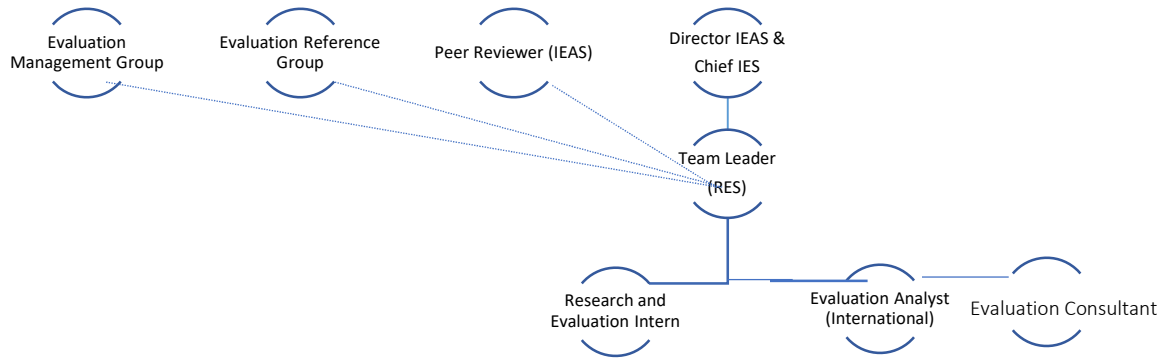 Evaluation
Management Group
Evaluation Reference
Group
Peer Reviewer (IEAS)
Director IEAS &
Chief IES
Team Leader
(RES)
Research and
Evaluation Intern
Evaluation Analyst
(International)
Evaluation Consultant